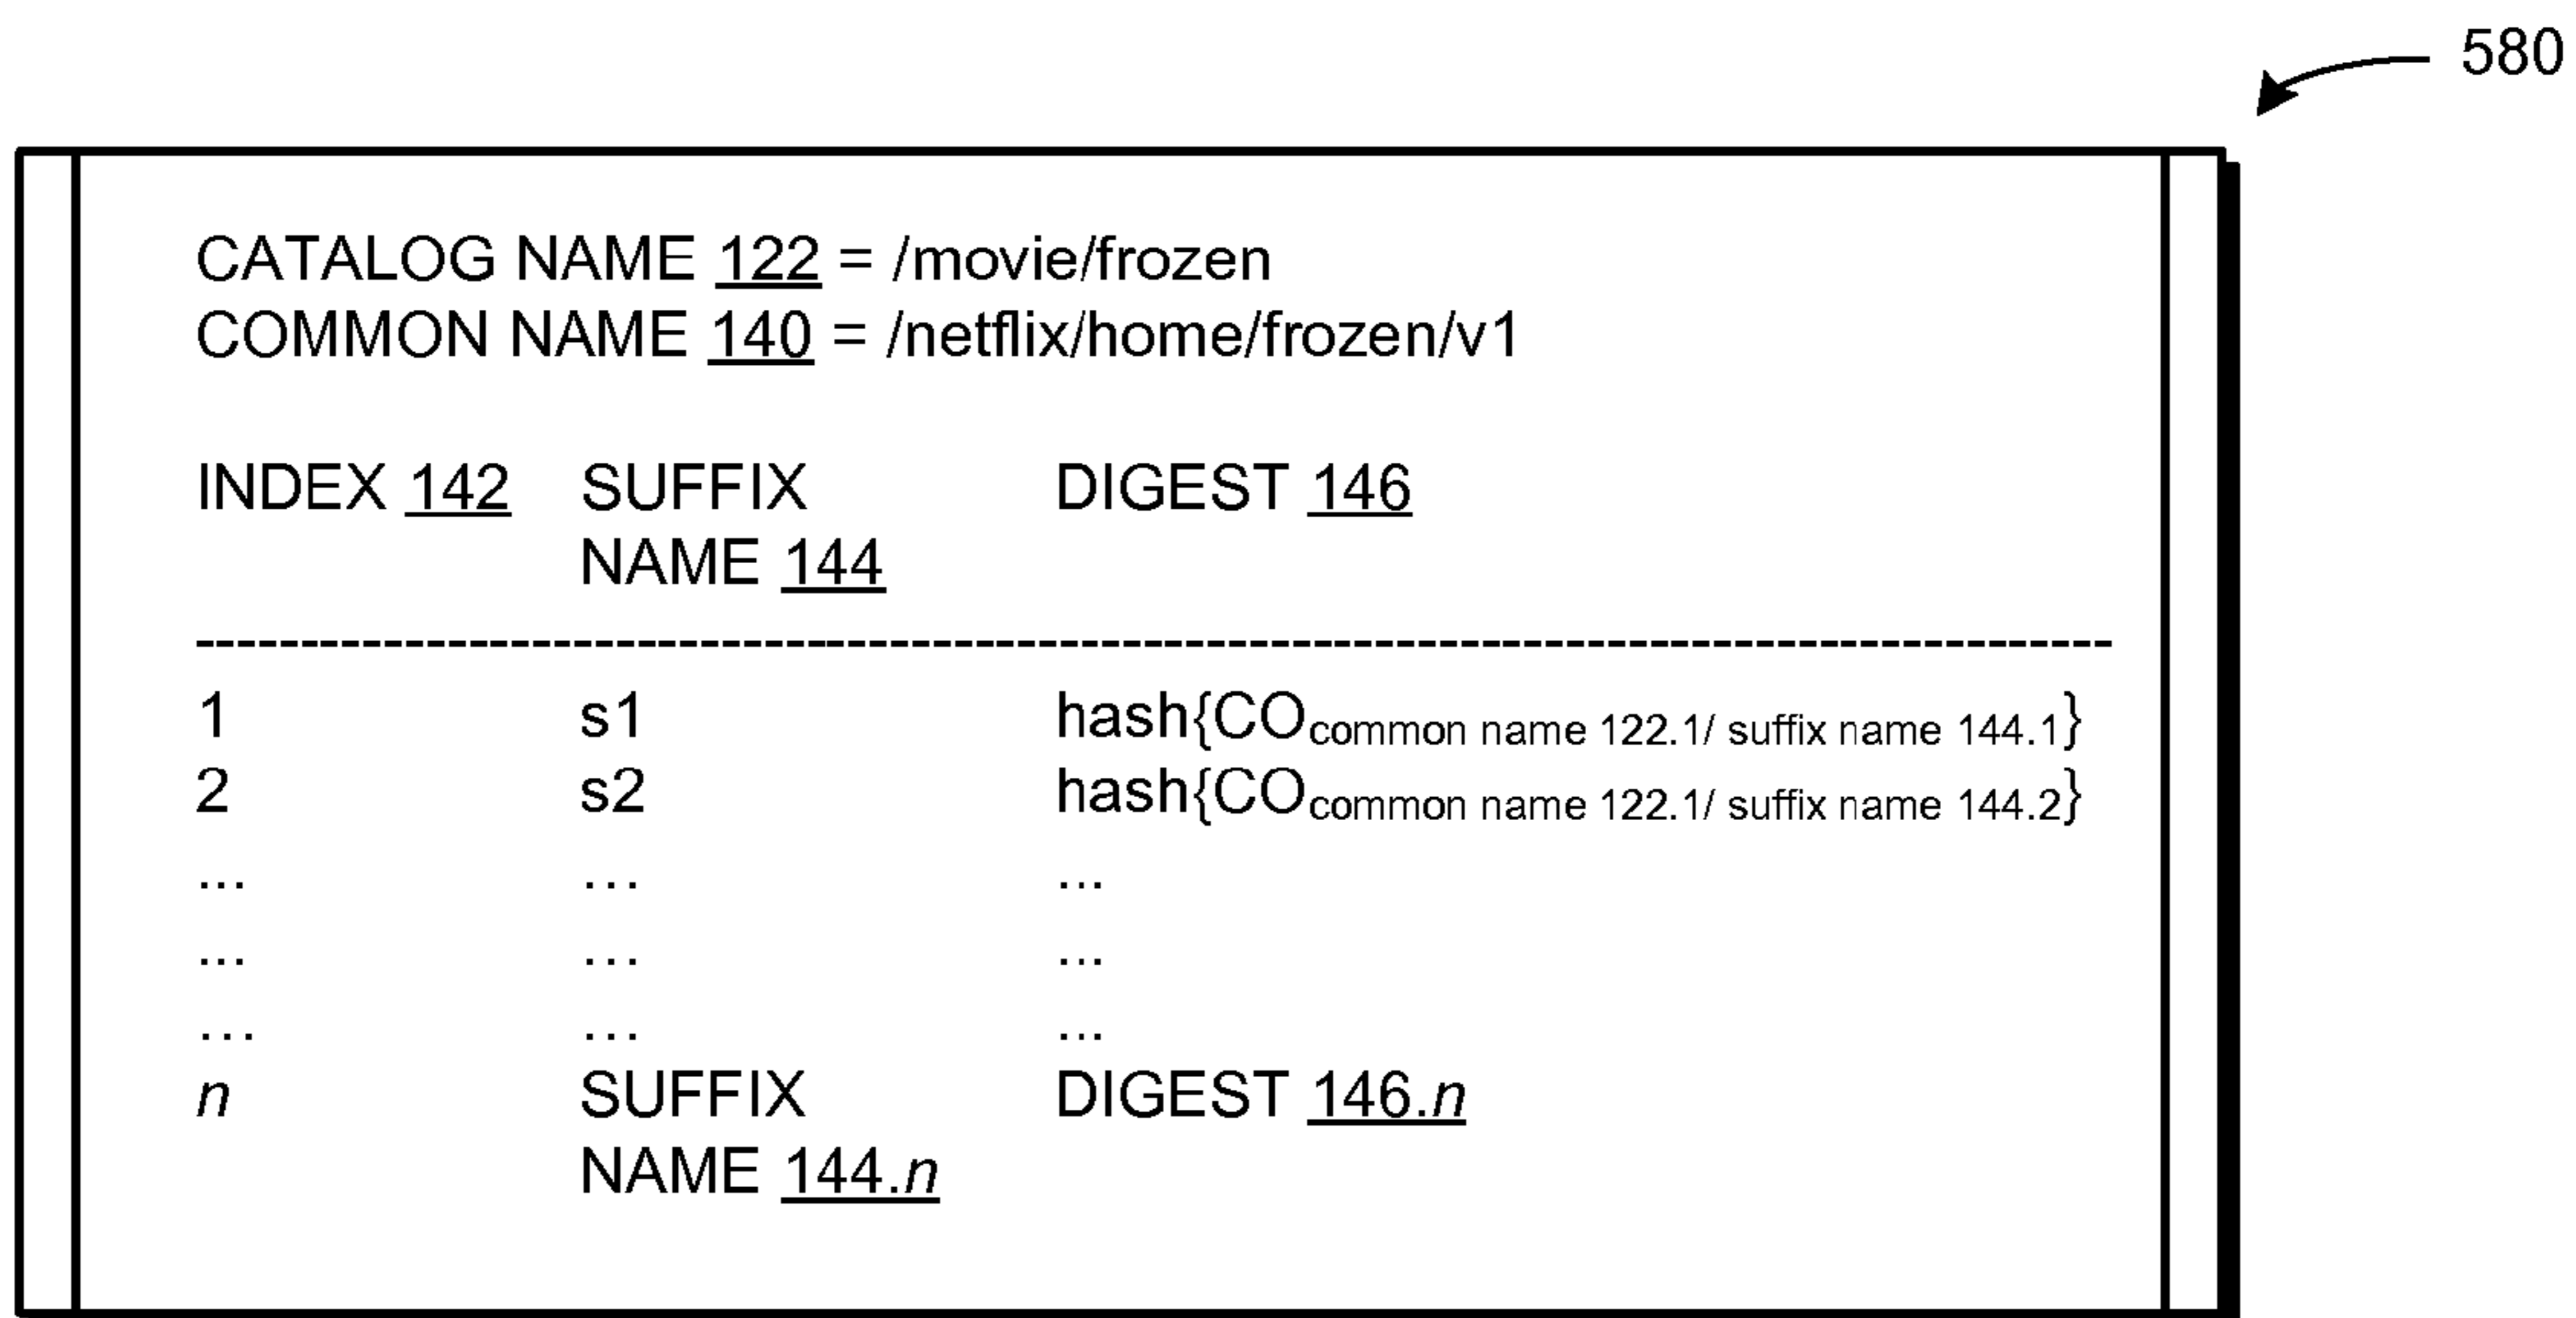 580
CATALOG NAME 122 = /movie/frozen
COMMON NAME 140 = /netflix/home/frozen/v1
INDEX 142 SUFFIX DIGEST 146
NAME 144
--------------------------------------------------------------------------------
1 s1 hash{COcommon name 122.1/ suffix name 144.1}
2 s2 hash{COcommon name 122.1/ suffix name 144.2}
... ... ...
... ... ...
... ... ...
n SUFFIX DIGEST 146.n
NAME 144.n